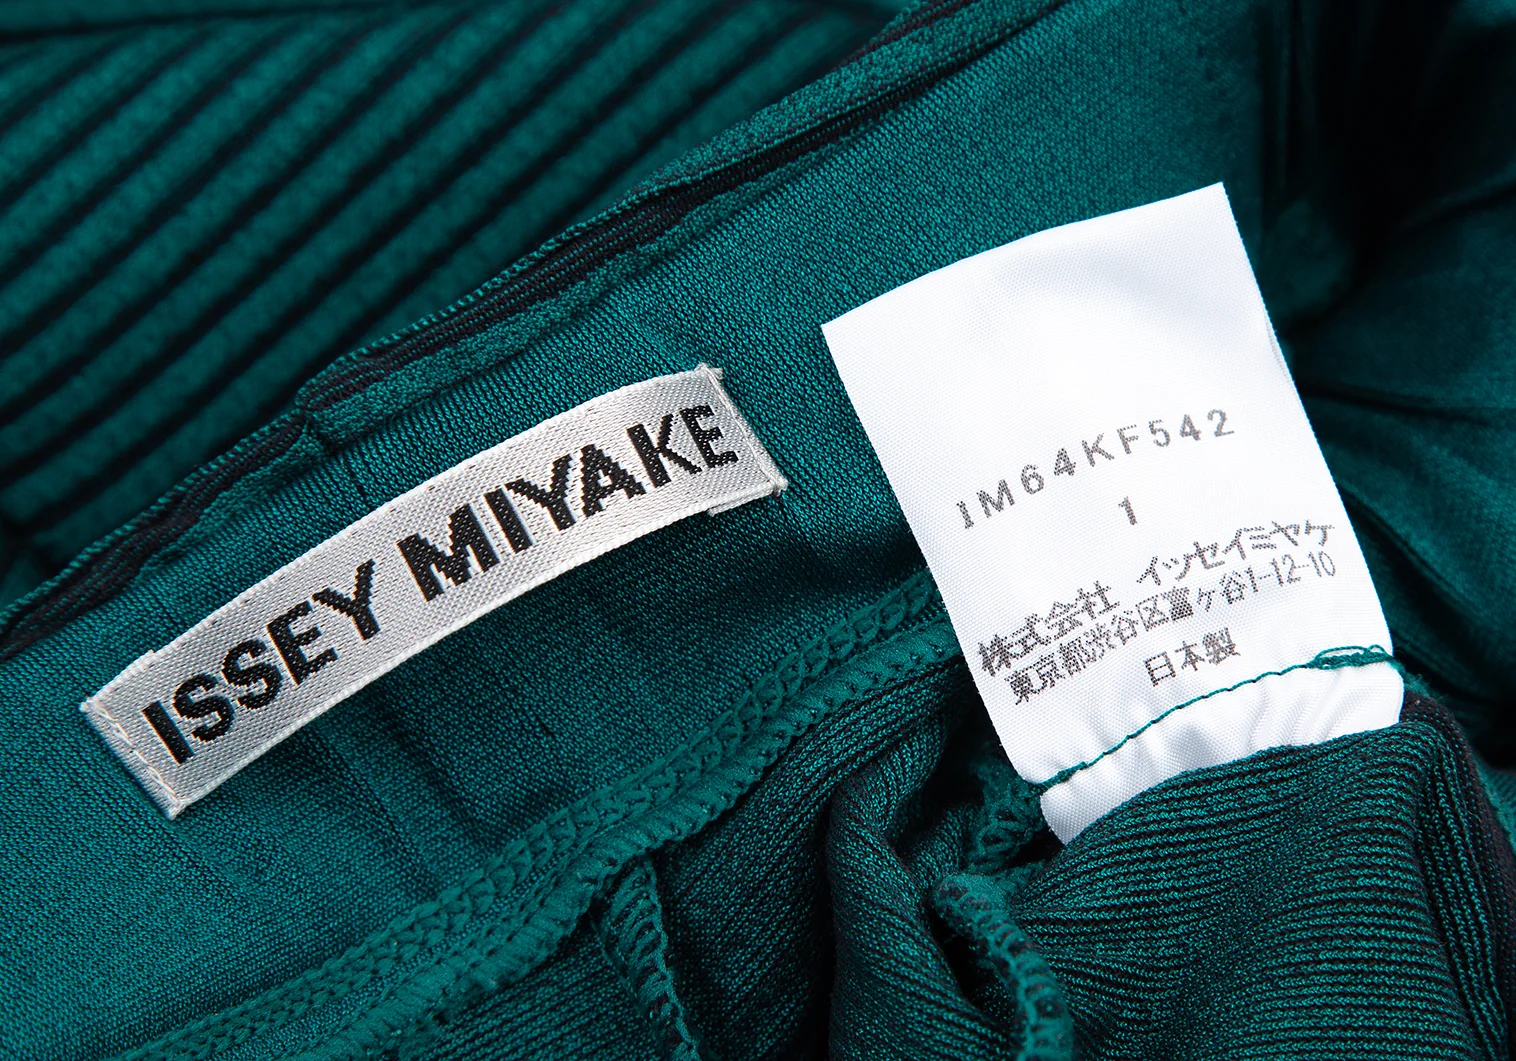 ISSEY MIYAKE
IM64KF542
1
株式会社 イッセイミヤケ
東京都渋谷区富ヶ谷1-12-10
日本製